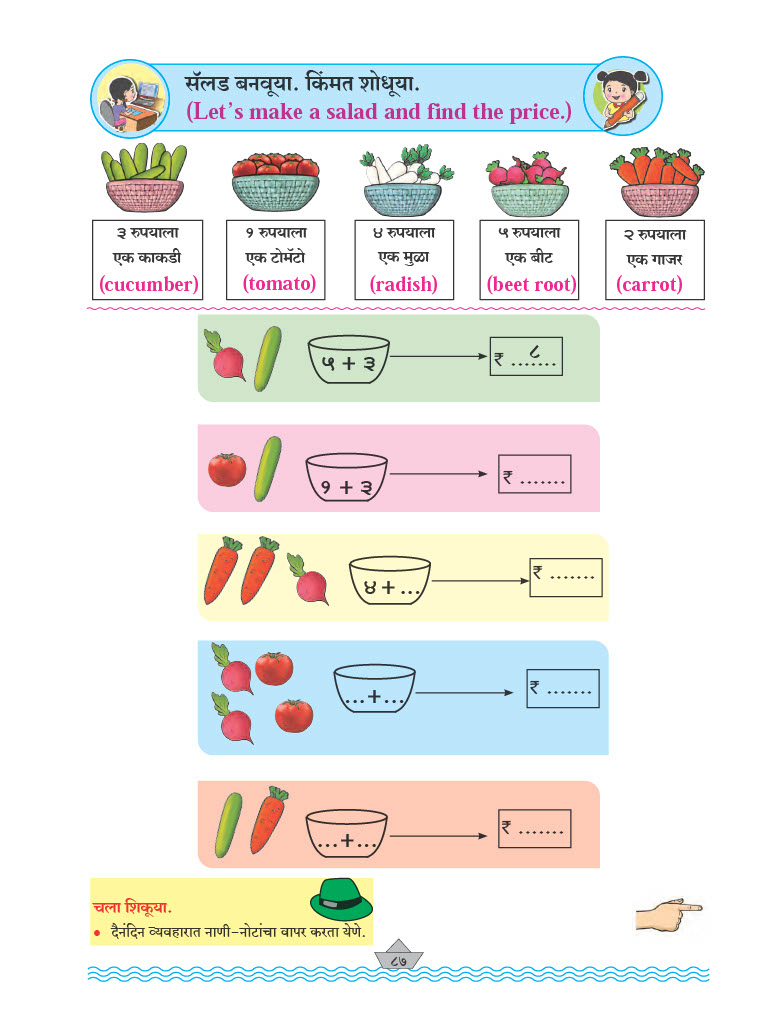 सॅलड बनवूया. किंमत शोधूया.
(Let's make a salad and find the price.)
३ रुपयाला
एक काकडी
(cucumber)
१ रुपयाला
एक टोमॅटो
(tomato)
४ रुपयाला
एक मुळा
(radish)
५ रुपयाला
एक बीट
(beet root)
२ रुपयाला
एक गाजर
(carrot)
५ + ३
₹ ...८....
१ + ३
₹ .......
४ + ...
₹ .......
...+...
₹ .......
...+...
₹ .......
चला शिकूया.
• दैनंदिन व्यवहारात नाणी-नोटांचा वापर करता येणे.
८७